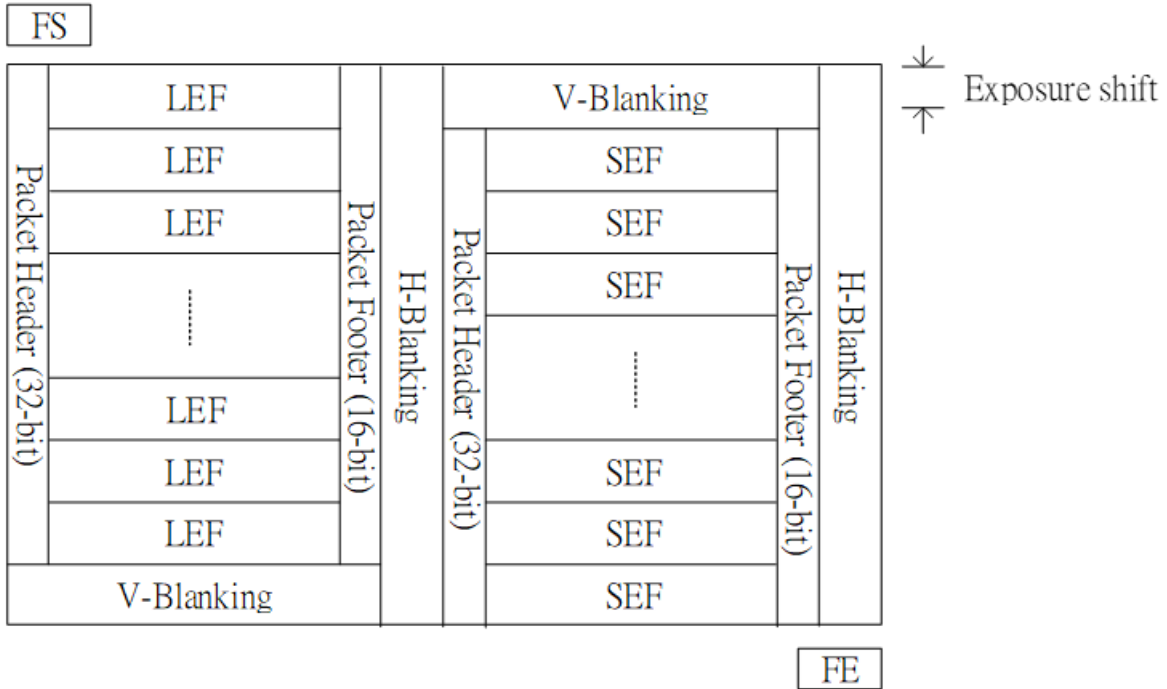 FS
LEF
V-Blanking
Exposure shift
LEF
SEF
LEF
SEF
SEF
Packet Header (32-bit)
Packet Footer (16-bit)
H-Blanking
Packet Header (32-bit)
Packet Footer (16-bit)
H-Blanking
LEF
LEF
SEF
LEF
SEF
V-Blanking
SEF
FE